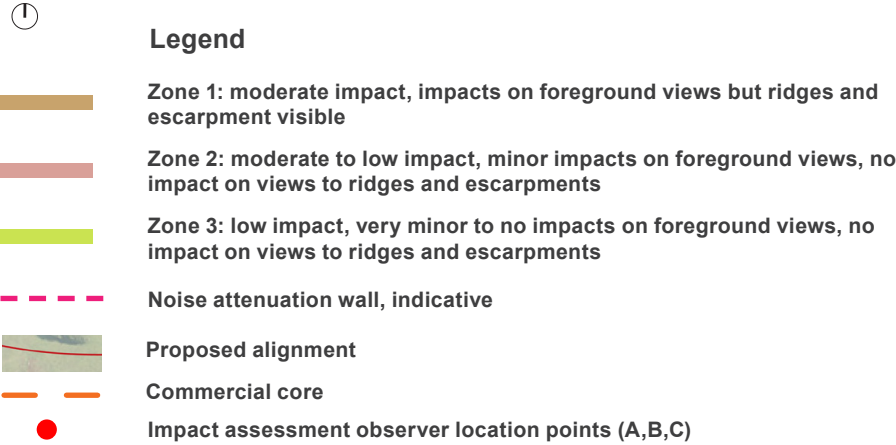 Legend
Zone 1: moderate impact, impacts on foreground views but ridges and
escarpment visible
Zone 2: moderate to low impact, minor impacts on foreground views, no
impact on views to ridges and escarpments
Zone 3: low impact, very minor to no impacts on foreground views, no
impact on views to ridges and escarpments
Noise attenuation wall, indicative
Proposed alignment
Commercial core
Impact assessment observer location points (A,B,C)